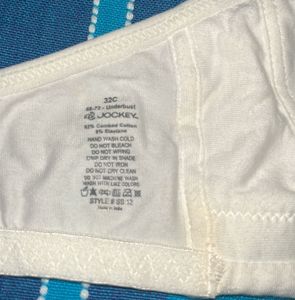 32C
68-72 - Underbust
JOCKEY
92% Combed Cotton
8% Elastane
HAND WASH COLD
DO NOT BLEACH
DO NOT WRING
DRIP DRY IN SHADE
DO NOT IRON
DO NOT DRY CLEAN
DO NOT MACHINE WASH
WASH WITH LIKE COLORS
STYLE # SS 12
Made in India